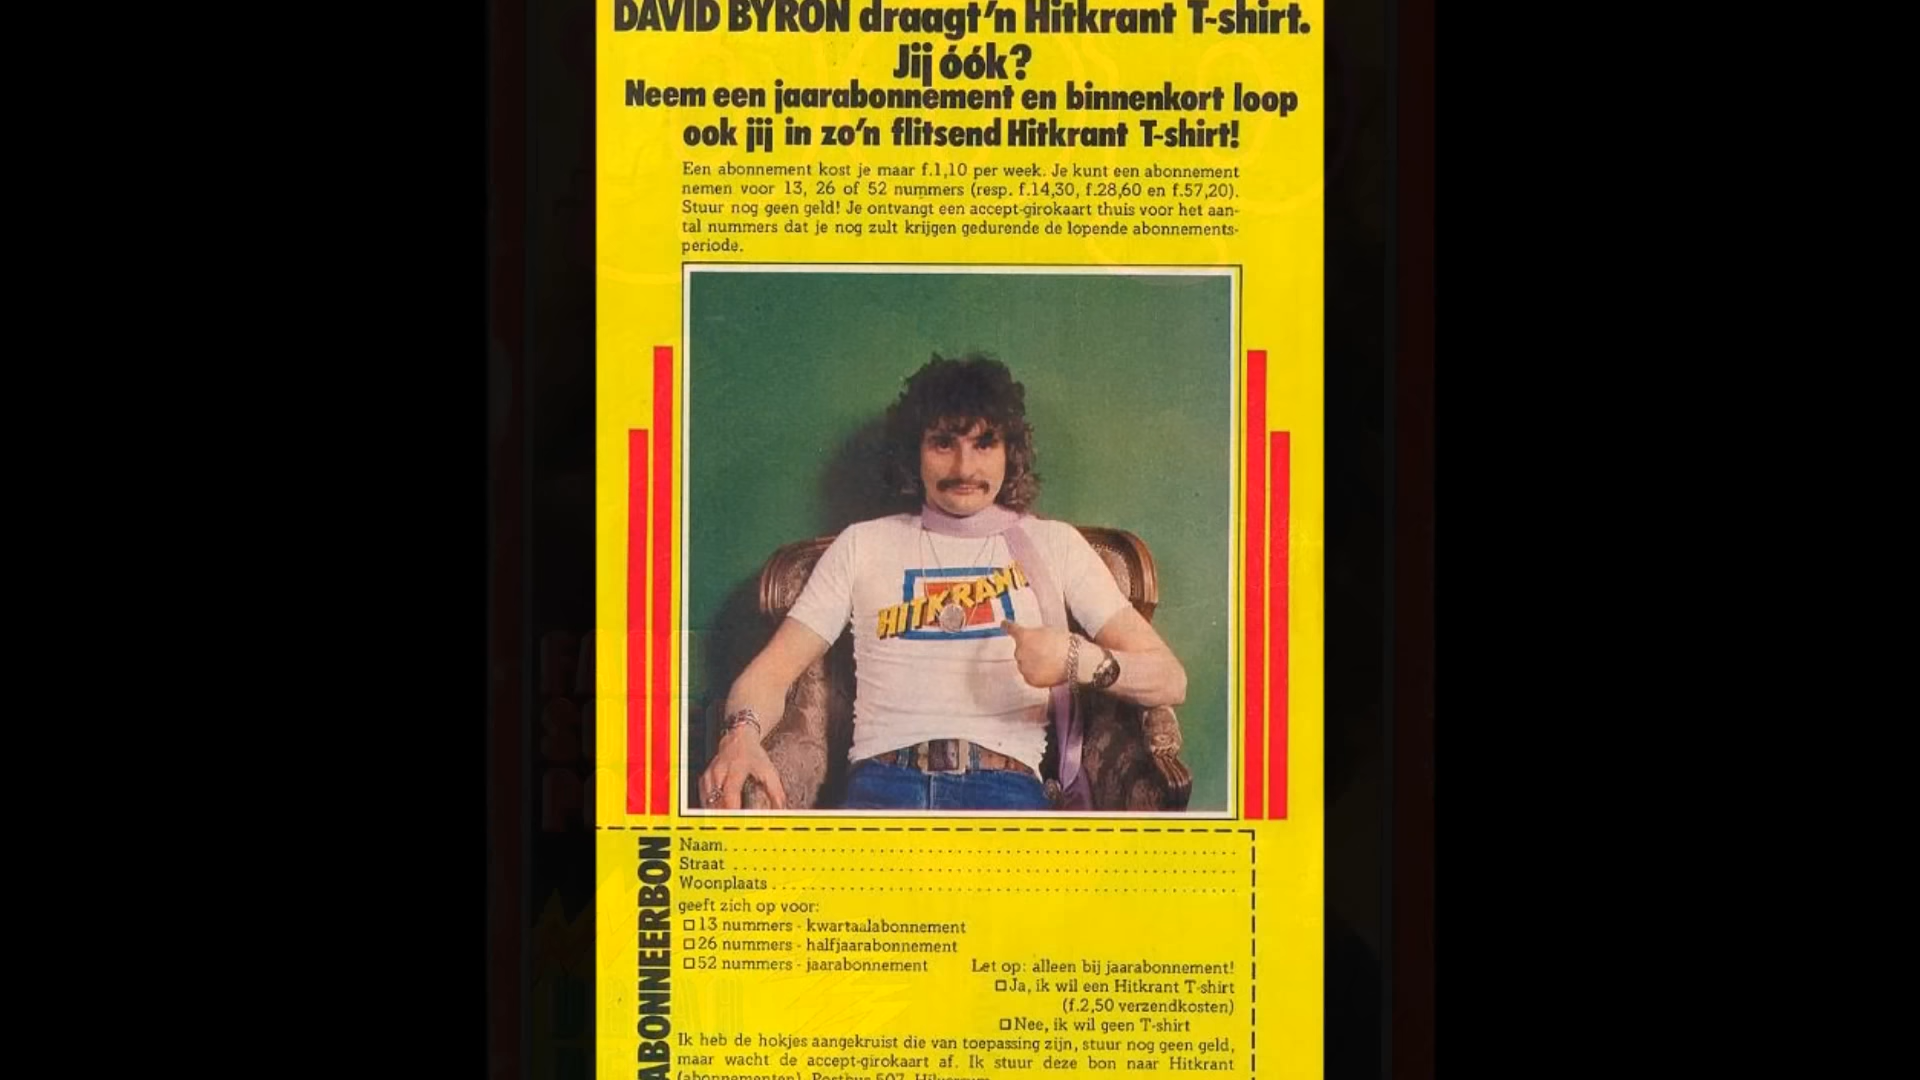 DAVID BYRON draagt'n Hitkrant T-shirt.
Jij óók?
Neem een jaarabonnement en binnenkort loop
ook jij in zo'n flitsend Hitkrant T-shirt!
Een abonnement kost je maar f.1,10 per week. Je kunt een abonnement
nemen voor 13, 26 of 52 nummers (resp. f.14,30, f.28,60 en f.57,20).
Stuur nog geen geld! Je ontvangt een accept-girokaart thuis voor het aan-
tal nummers dat je nog zult krijgen gedurende de lopende abonnements-
periode.
HITKRANT
ABONNEERBON
Naam
Straat
Woonplaats
geeft zich op voor:
13 nummers - kwartaalabonnement
26 nummers - halfjaarabonnement
52 nummers - jaarabonnement
Let op: alleen bij jaarabonnement!
Ja, ik wil een Hitkrant T-shirt
(f.2,50 verzendkosten)
Nee, ik wil geen T-shirt
Ik heb de hokjes aangekruist die van toepassing zijn, stuur nog geen geld,
maar wacht de accept-girokaart af. Ik stuur deze bon naar Hitkrant
(abonnementen), Postbus 507, Hilversum